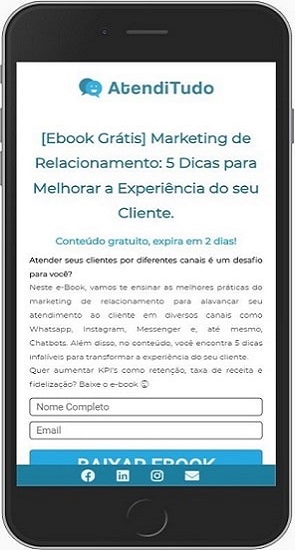 AtendiTudo
[Ebook Grátis] Marketing de
Relacionamento: 5 Dicas para
Melhorar a Experiência do seu
Cliente.
Conteúdo gratuito, expira em 2 dias!
Atender seus clientes por diferentes canais é um desafio
para você?
Neste e-Book, vamos te ensinar as melhores práticas do
marketing de relacionamento para alavancar seu
atendimento ao cliente em diversos canais como
Whatsapp, Instagram, Messenger e, até mesmo,
Chatbots. Além disso, no conteúdo, você encontra 5 dicas
infalíveis para transformar a experiência do seu cliente.
Quer aumentar KPI's como retenção, taxa de receita e
fidelização? Baixe o e-book 😉
Nome Completo
Email
BAIXAR EBOOK